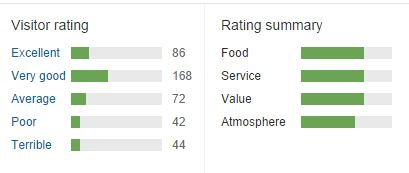 Visitor rating
Excellent 86
Very good 168
Average 72
Poor 42
Terrible 44
Rating summary
Food
Service
Value
Atmosphere